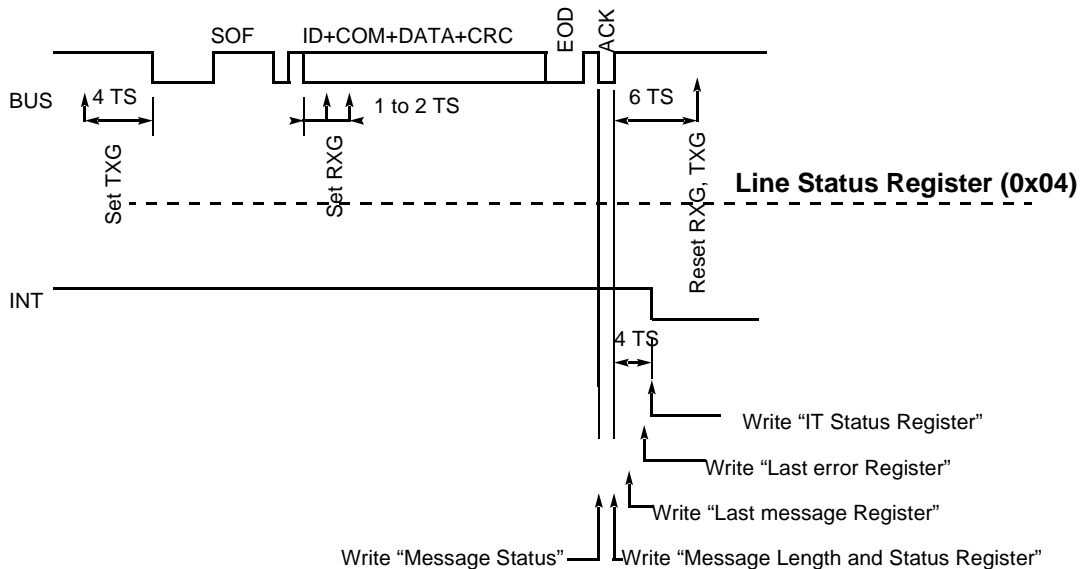 SOF
ID+COM+DATA+CRC
EOD
ACK
BUS
4 TS
1 to 2 TS
6 TS
Set TXG
Set RXG
Reset RXG, TXG
Line Status Register (0x04)
INT
4 TS
Write “IT Status Register”
Write “Last error Register”
Write “Last message Register”
Write “Message Status”
Write “Message Length and Status Register”